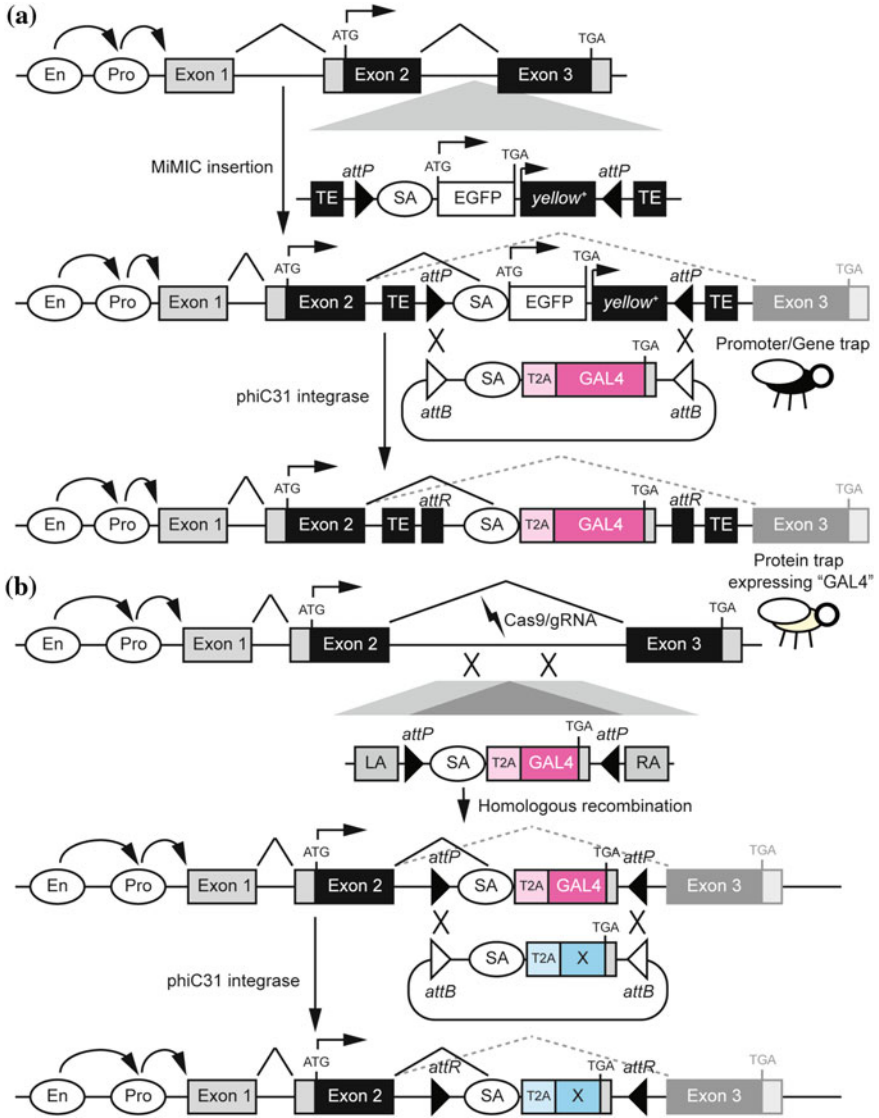 (a)
ATG
TGA
En
Pro
Exon 1
Exon 2
Exon 3
MiMIC insertion
attP
ATG
TGA
attP
TE
SA
EGFP
yellow+
TE
ATG
attP
ATG
TGA
attP
TGA
En
Pro
Exon 1
Exon 2
TE
SA
EGFP
yellow+
TE
Exon 3
Promoter/Gene trap
TGA
SA
T2A
GAL4
phiC31 integrase
attB
attB
ATG
attR
TGA
attR
TGA
En
Pro
Exon 1
Exon 2
TE
SA
T2A
GAL4
TE
Exon 3
Protein trap
expressing "GAL4"
(b)
ATG
Cas9/gRNA
TGA
En
Pro
Exon 1
Exon 2
Exon 3
attP
TGA
attP
LA
SA
T2A
GAL4
RA
Homologous recombination
ATG
attP
TGA
attP
TGA
En
Pro
Exon 1
Exon 2
SA
T2A
GAL4
Exon 3
TGA
SA
T2A
X
phiC31 integrase
attB
attB
ATG
attR
TGA
attR
TGA
En
Pro
Exon 1
Exon 2
SA
T2A
X
Exon 3